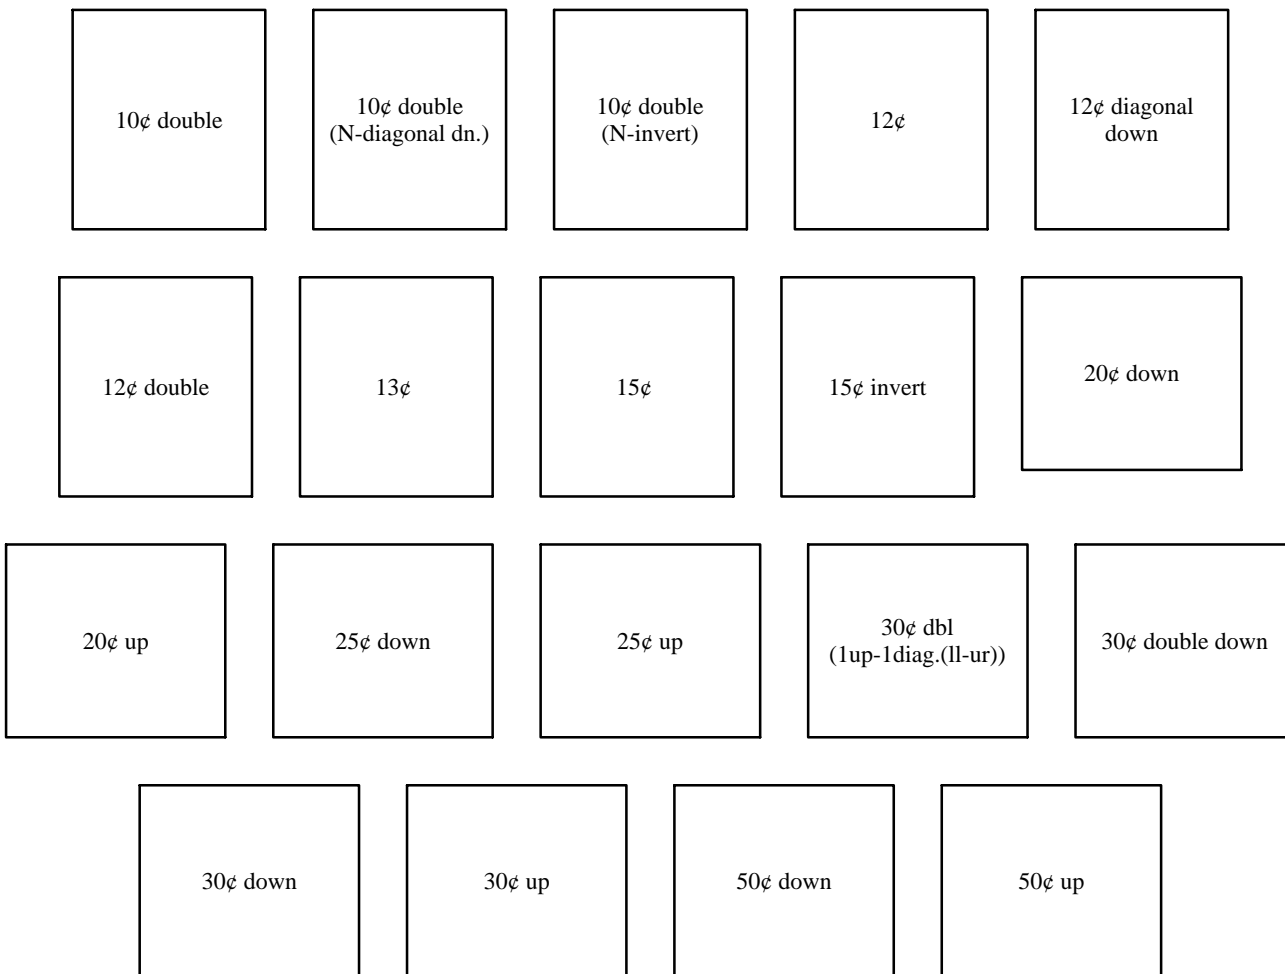 10¢ double
10¢ double
(N-diagonal dn.)
10¢ double
(N-invert)
12¢
12¢ diagonal
down
12¢ double
13¢
15¢
15¢ invert
20¢ down
20¢ up
25¢ down
25¢ up
30¢ dbl
(1up-1diag.(ll-ur))
30¢ double down
30¢ down
30¢ up
50¢ down
50¢ up